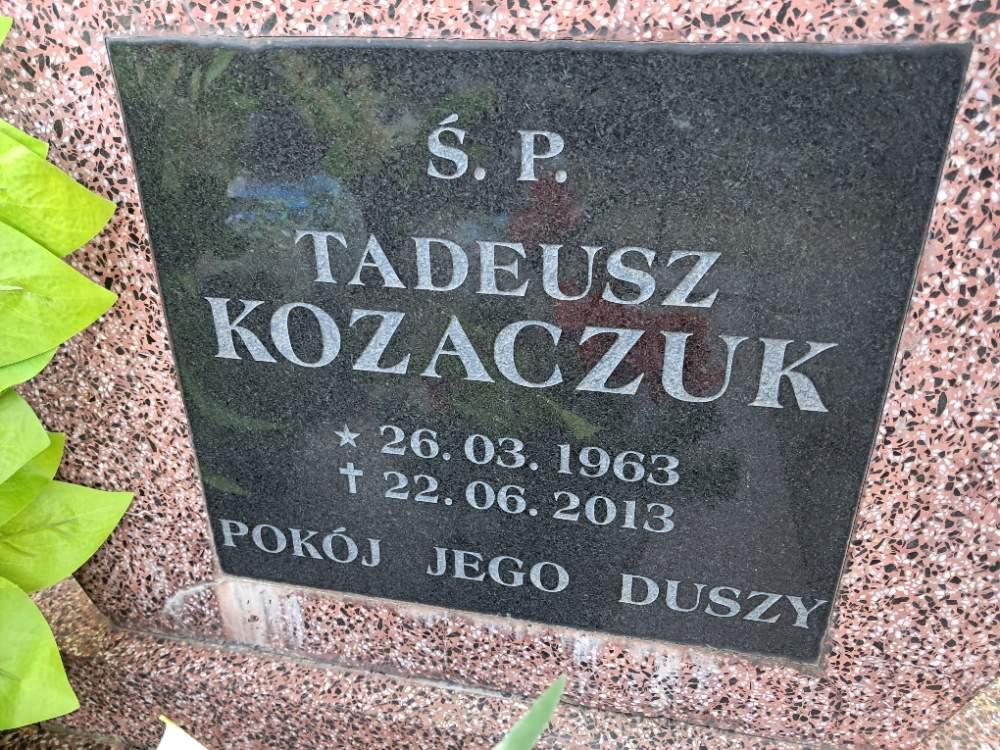 Ś. P.
TADEUSZ
KOZACZUK
★ 26. 03. 1963
✝ 22. 06. 2013
POKÓJ JEGO DUSZY